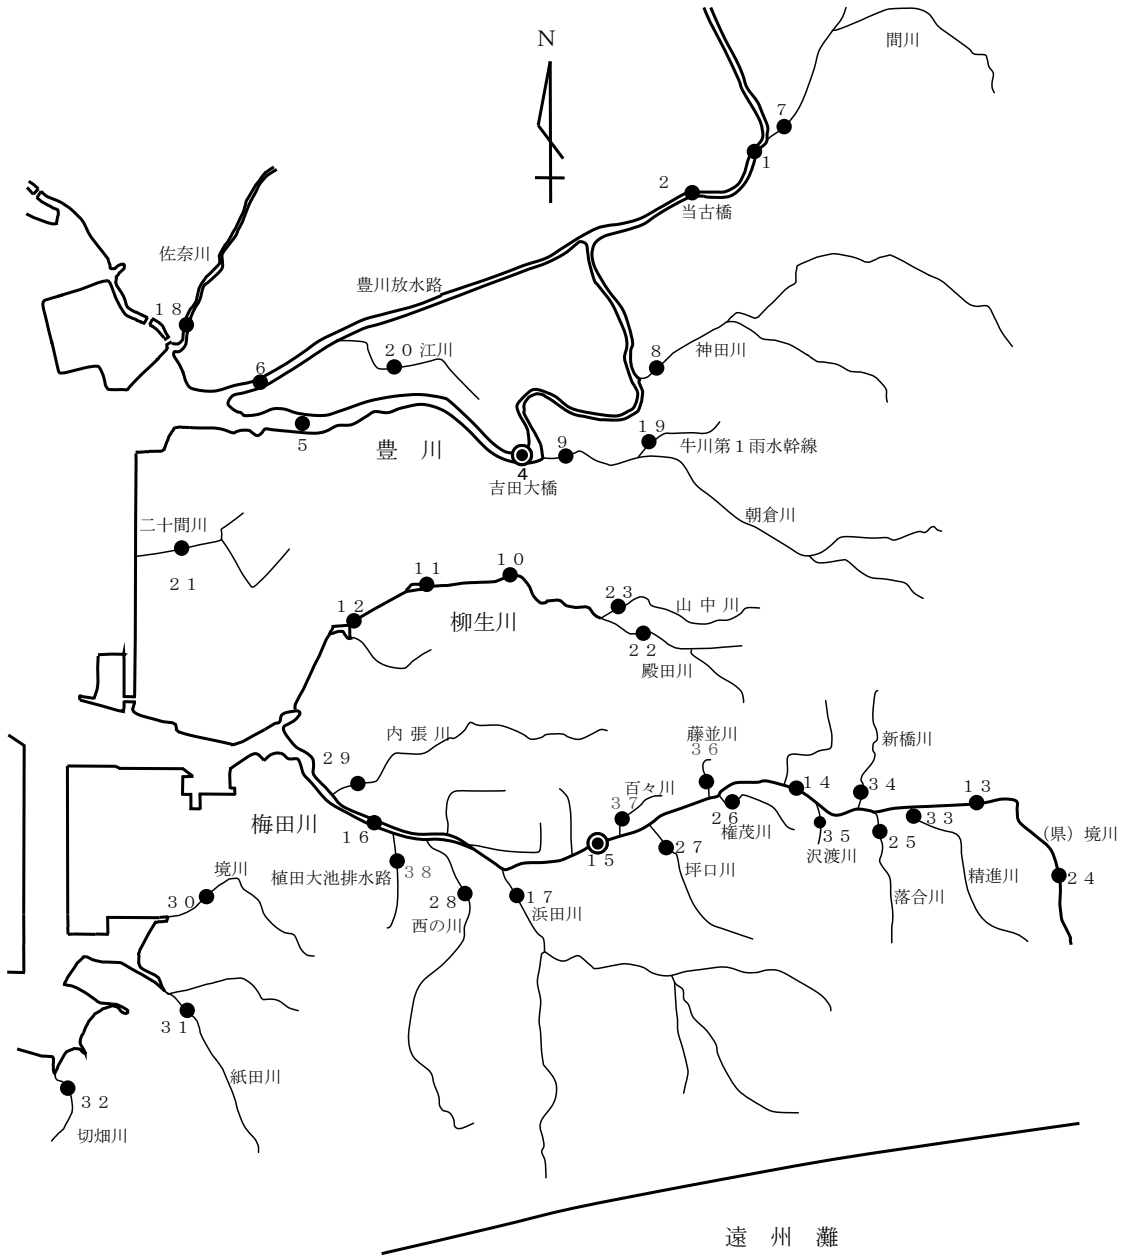 N
間川
７
１
２
当古橋
佐奈川
豊川放水路
１８
２０ 江川
６
８
神田川
５
豊　川
９
１９
牛川第１雨水幹線
4
吉田大橋
朝倉川
二十間川
２１
１１
１０
１２
柳生川
２３
山 中 川
２２
殿田川
内 張 川
２９
藤並川
３６
新橋川
百々川
３７
１４
３４
１３
梅田川
１６
２６
権茂川
３５
沢渡川
３３
２５
（県）境川
１５
２７
坪口川
精進川
２４
落合川
境川
植田大池排水路
３８
３０
２８
西の川
１７
浜田川
３１
紙田川
３２
切畑川
遠　州　灘